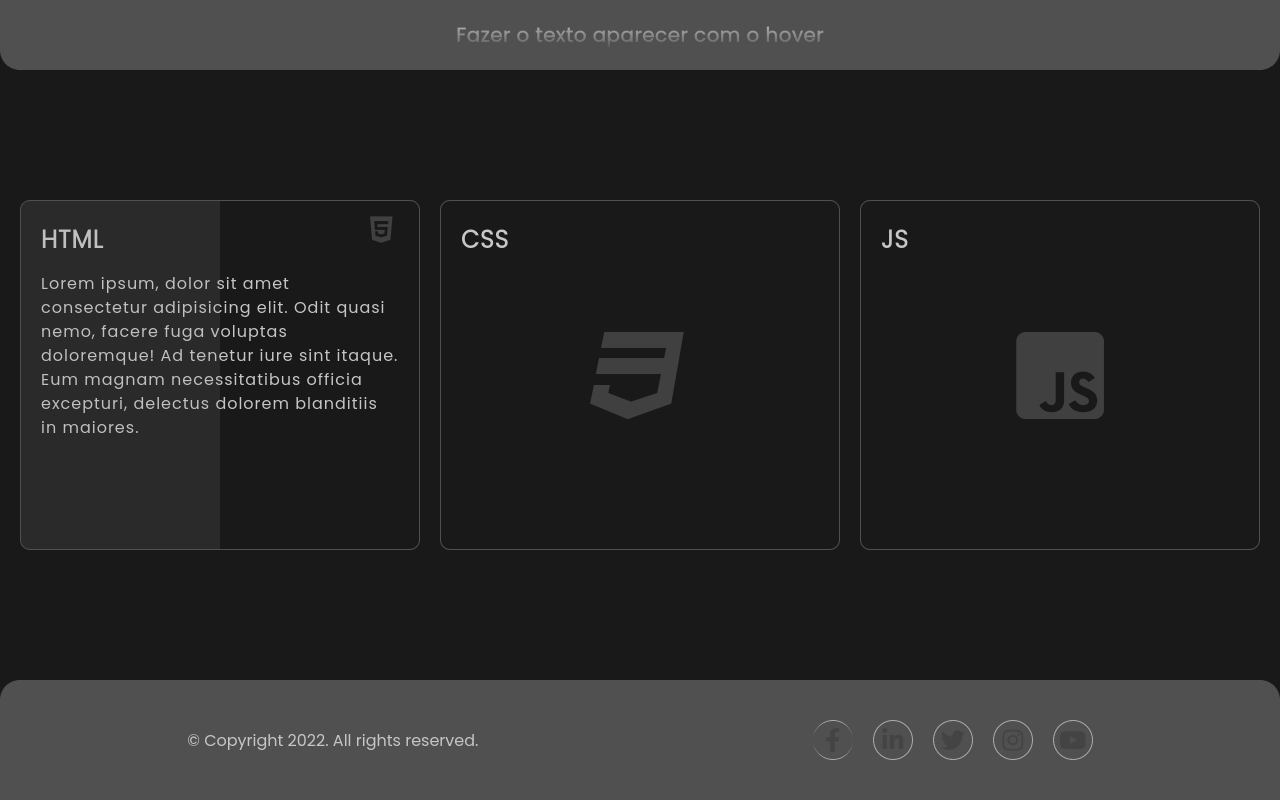 Fazer o texto aparecer com o hover
HTML
Lorem ipsum, dolor sit amet
consectetur adipisicing elit. Odit quasi
nemo, facere fuga voluptas
doloremque! Ad tenetur iure sint itaque.
Eum magnam necessitatibus officia
excepturi, delectus dolorem blanditiis
in maiores.
CSS
JS
JS
© Copyright 2022. All rights reserved.